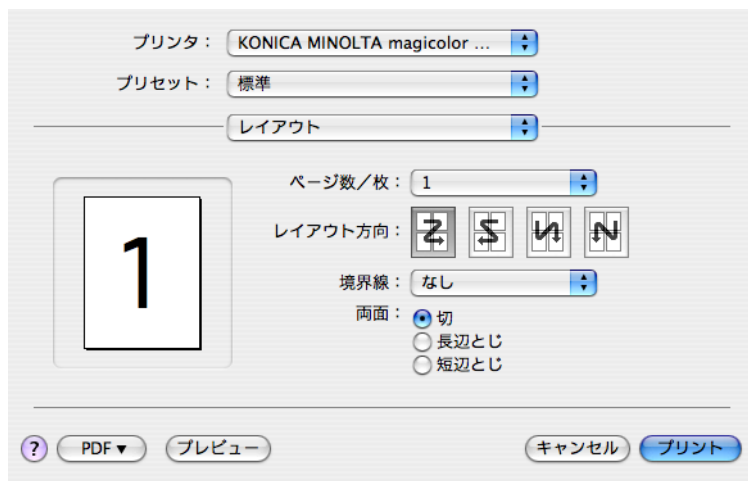 プリンタ： KONICA MINOLTA magicolor ...
プリセット： 標準
レイアウト
ページ数／枚： 1
レイアウト方向：
1
境界線： なし
両面： 切
長辺とじ
短辺とじ
? PDF▼ プレビュー キャンセル プリント